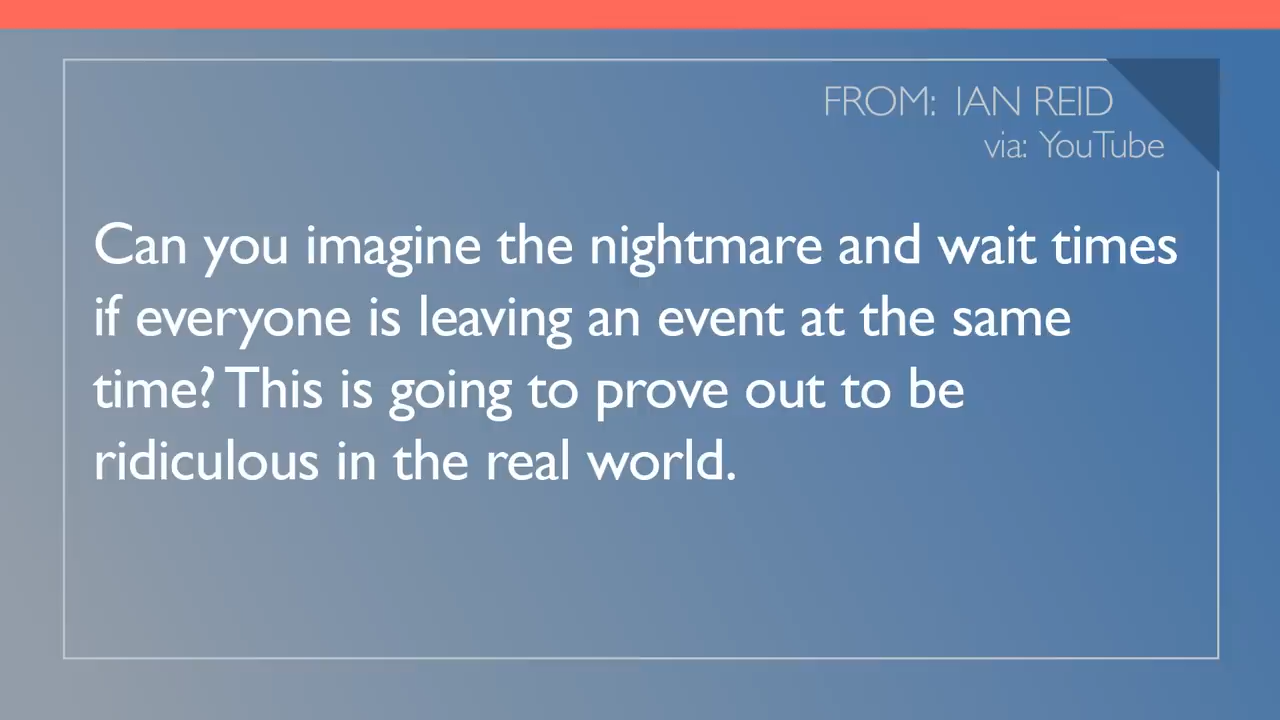 FROM: IAN REID
via: YouTube
Can you imagine the nightmare and wait times
if everyone is leaving an event at the same
time? This is going to prove out to be
ridiculous in the real world.